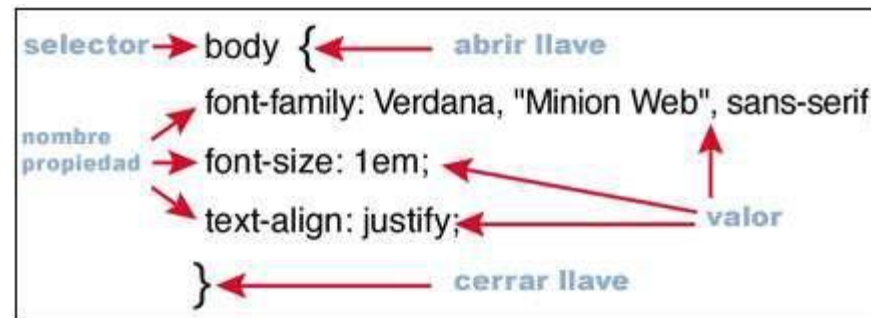 selector body { abrir llave
font-family: Verdana, "Minion Web", sans-serif
nombre
propiedad font-size: 1em;
text-align: justify; valor
} cerrar llave